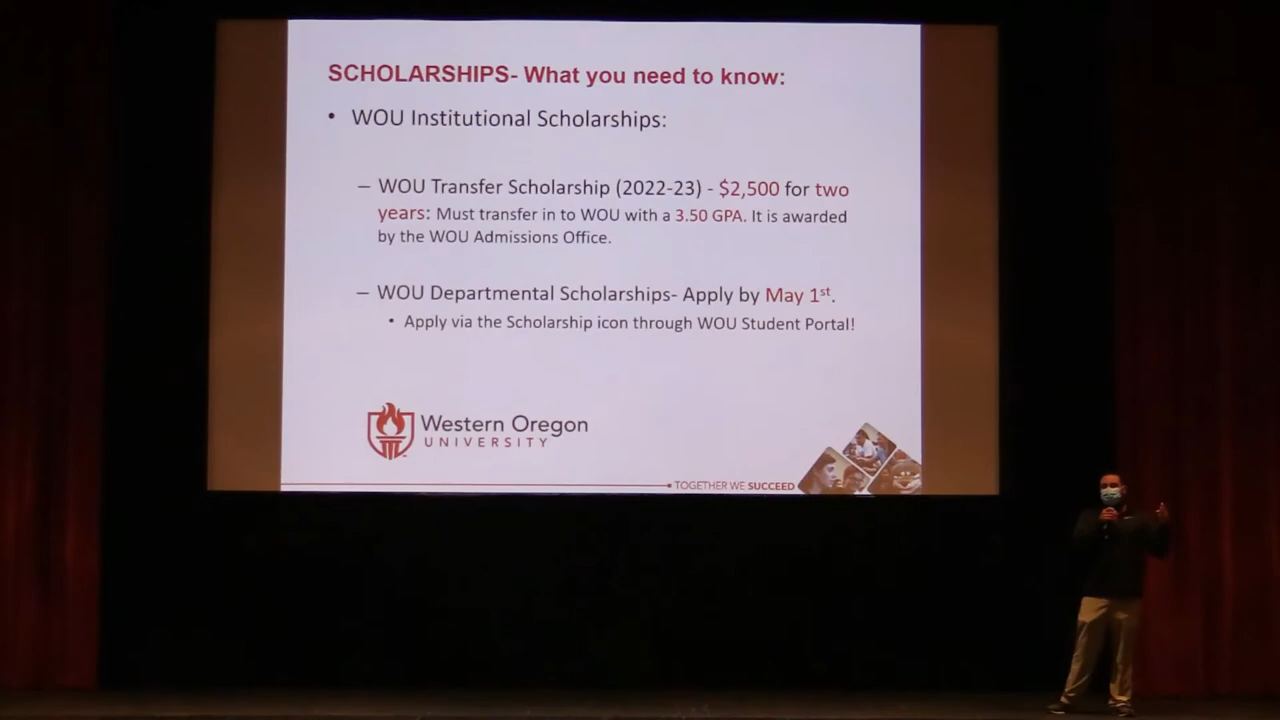 SCHOLARSHIPS- What you need to know:
• WOU Institutional Scholarships:
– WOU Transfer Scholarship (2022-23) - $2,500 for two
years: Must transfer in to WOU with a 3.50 GPA. It is awarded
by the WOU Admissions Office.
– WOU Departmental Scholarships- Apply by May 1st.
• Apply via the Scholarship icon through WOU Student Portal!
Western Oregon
UNIVERSITY
TOGETHER WE SUCCEED